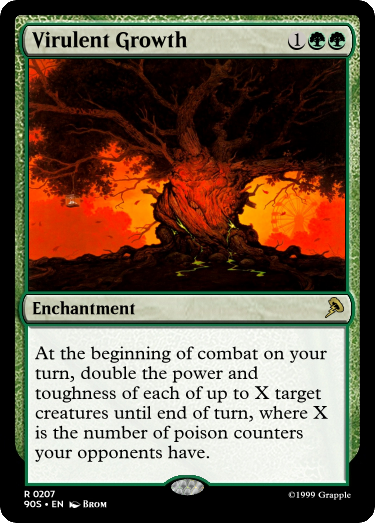 Virulent Growth 1
Enchantment
At the beginning of combat on your
turn, double the power and
toughness of each of up to X target
creatures until end of turn, where X
is the number of poison counters
your opponents have.
R 0207
90S • EN BROM
©1999 Grapple